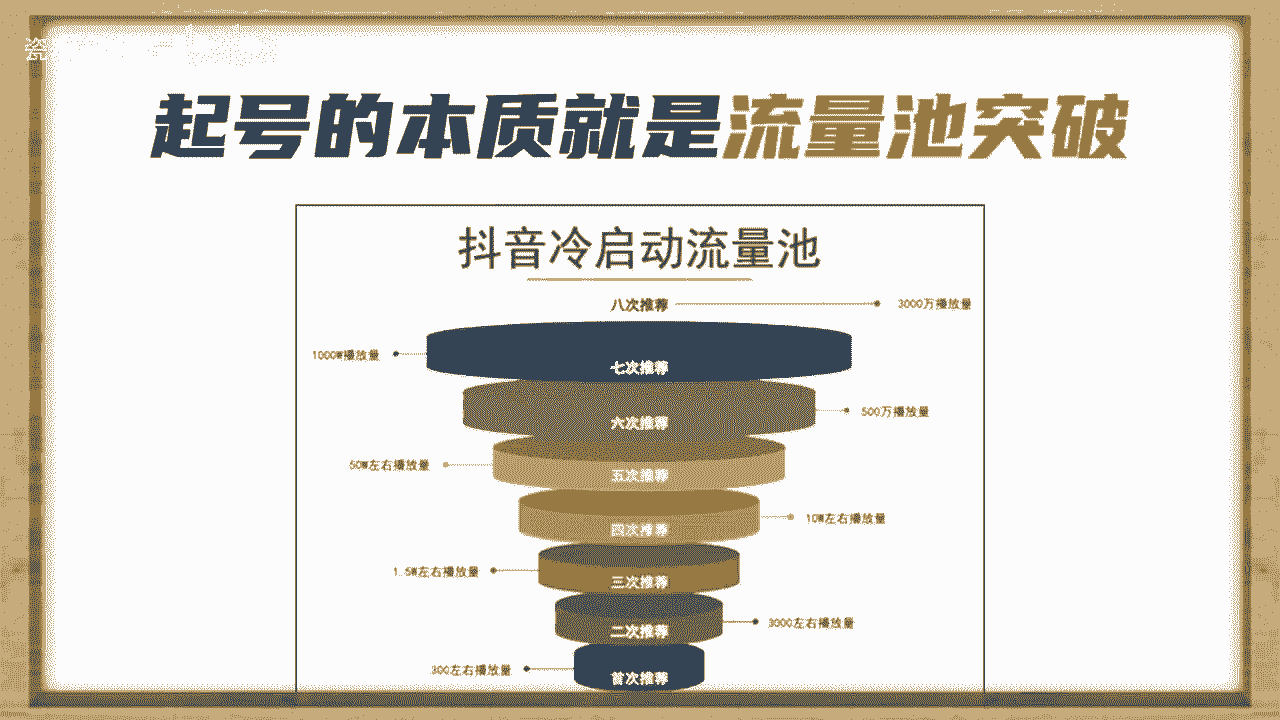 起号的本质就是流量池突破
抖音冷启动流量池
八次推荐
3000万播放量
1000W播放量
七次推荐
六次推荐
500万播放量
50W左右播放量
五次推荐
四次推荐
10W左右播放量
1.5W左右播放量
三次推荐
二次推荐
3000左右播放量
300左右播放量
首次推荐